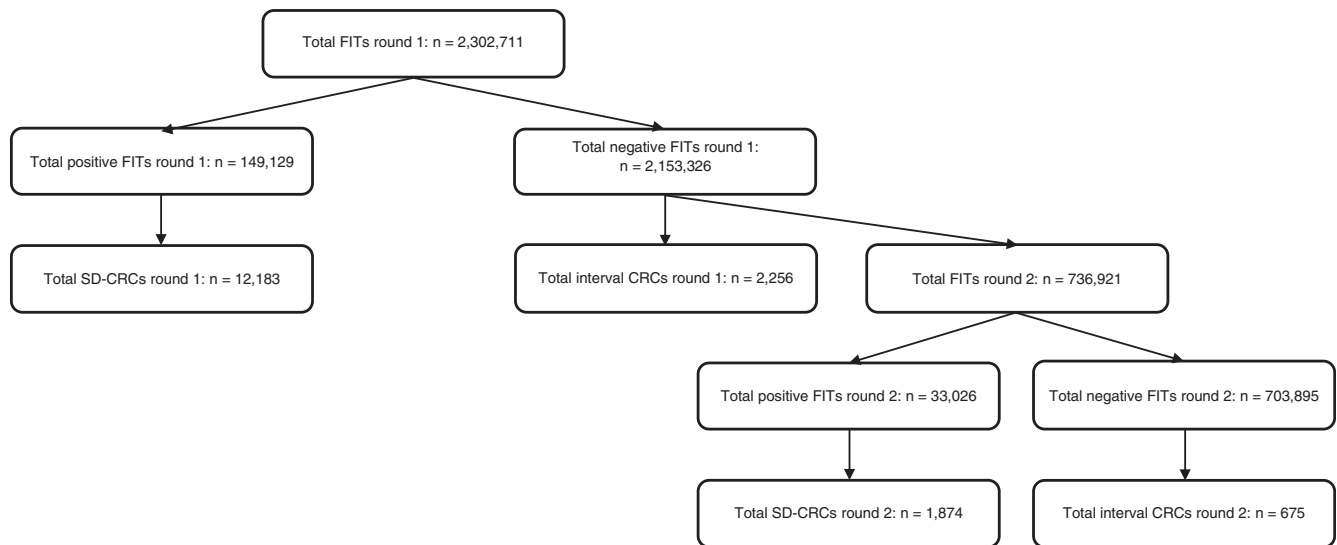 Total FITs round 1: n = 2,302,711
Total positive FITs round 1: n = 149,129
Total negative FITs round 1:
n = 2,153,326
Total SD-CRCs round 1: n = 12,183
Total interval CRCs round 1: n = 2,256
Total FITs round 2: n = 736,921
Total positive FITs round 2: n = 33,026
Total negative FITs round 2: n = 703,895
Total SD-CRCs round 2: n = 1,874
Total interval CRCs round 2: n = 675